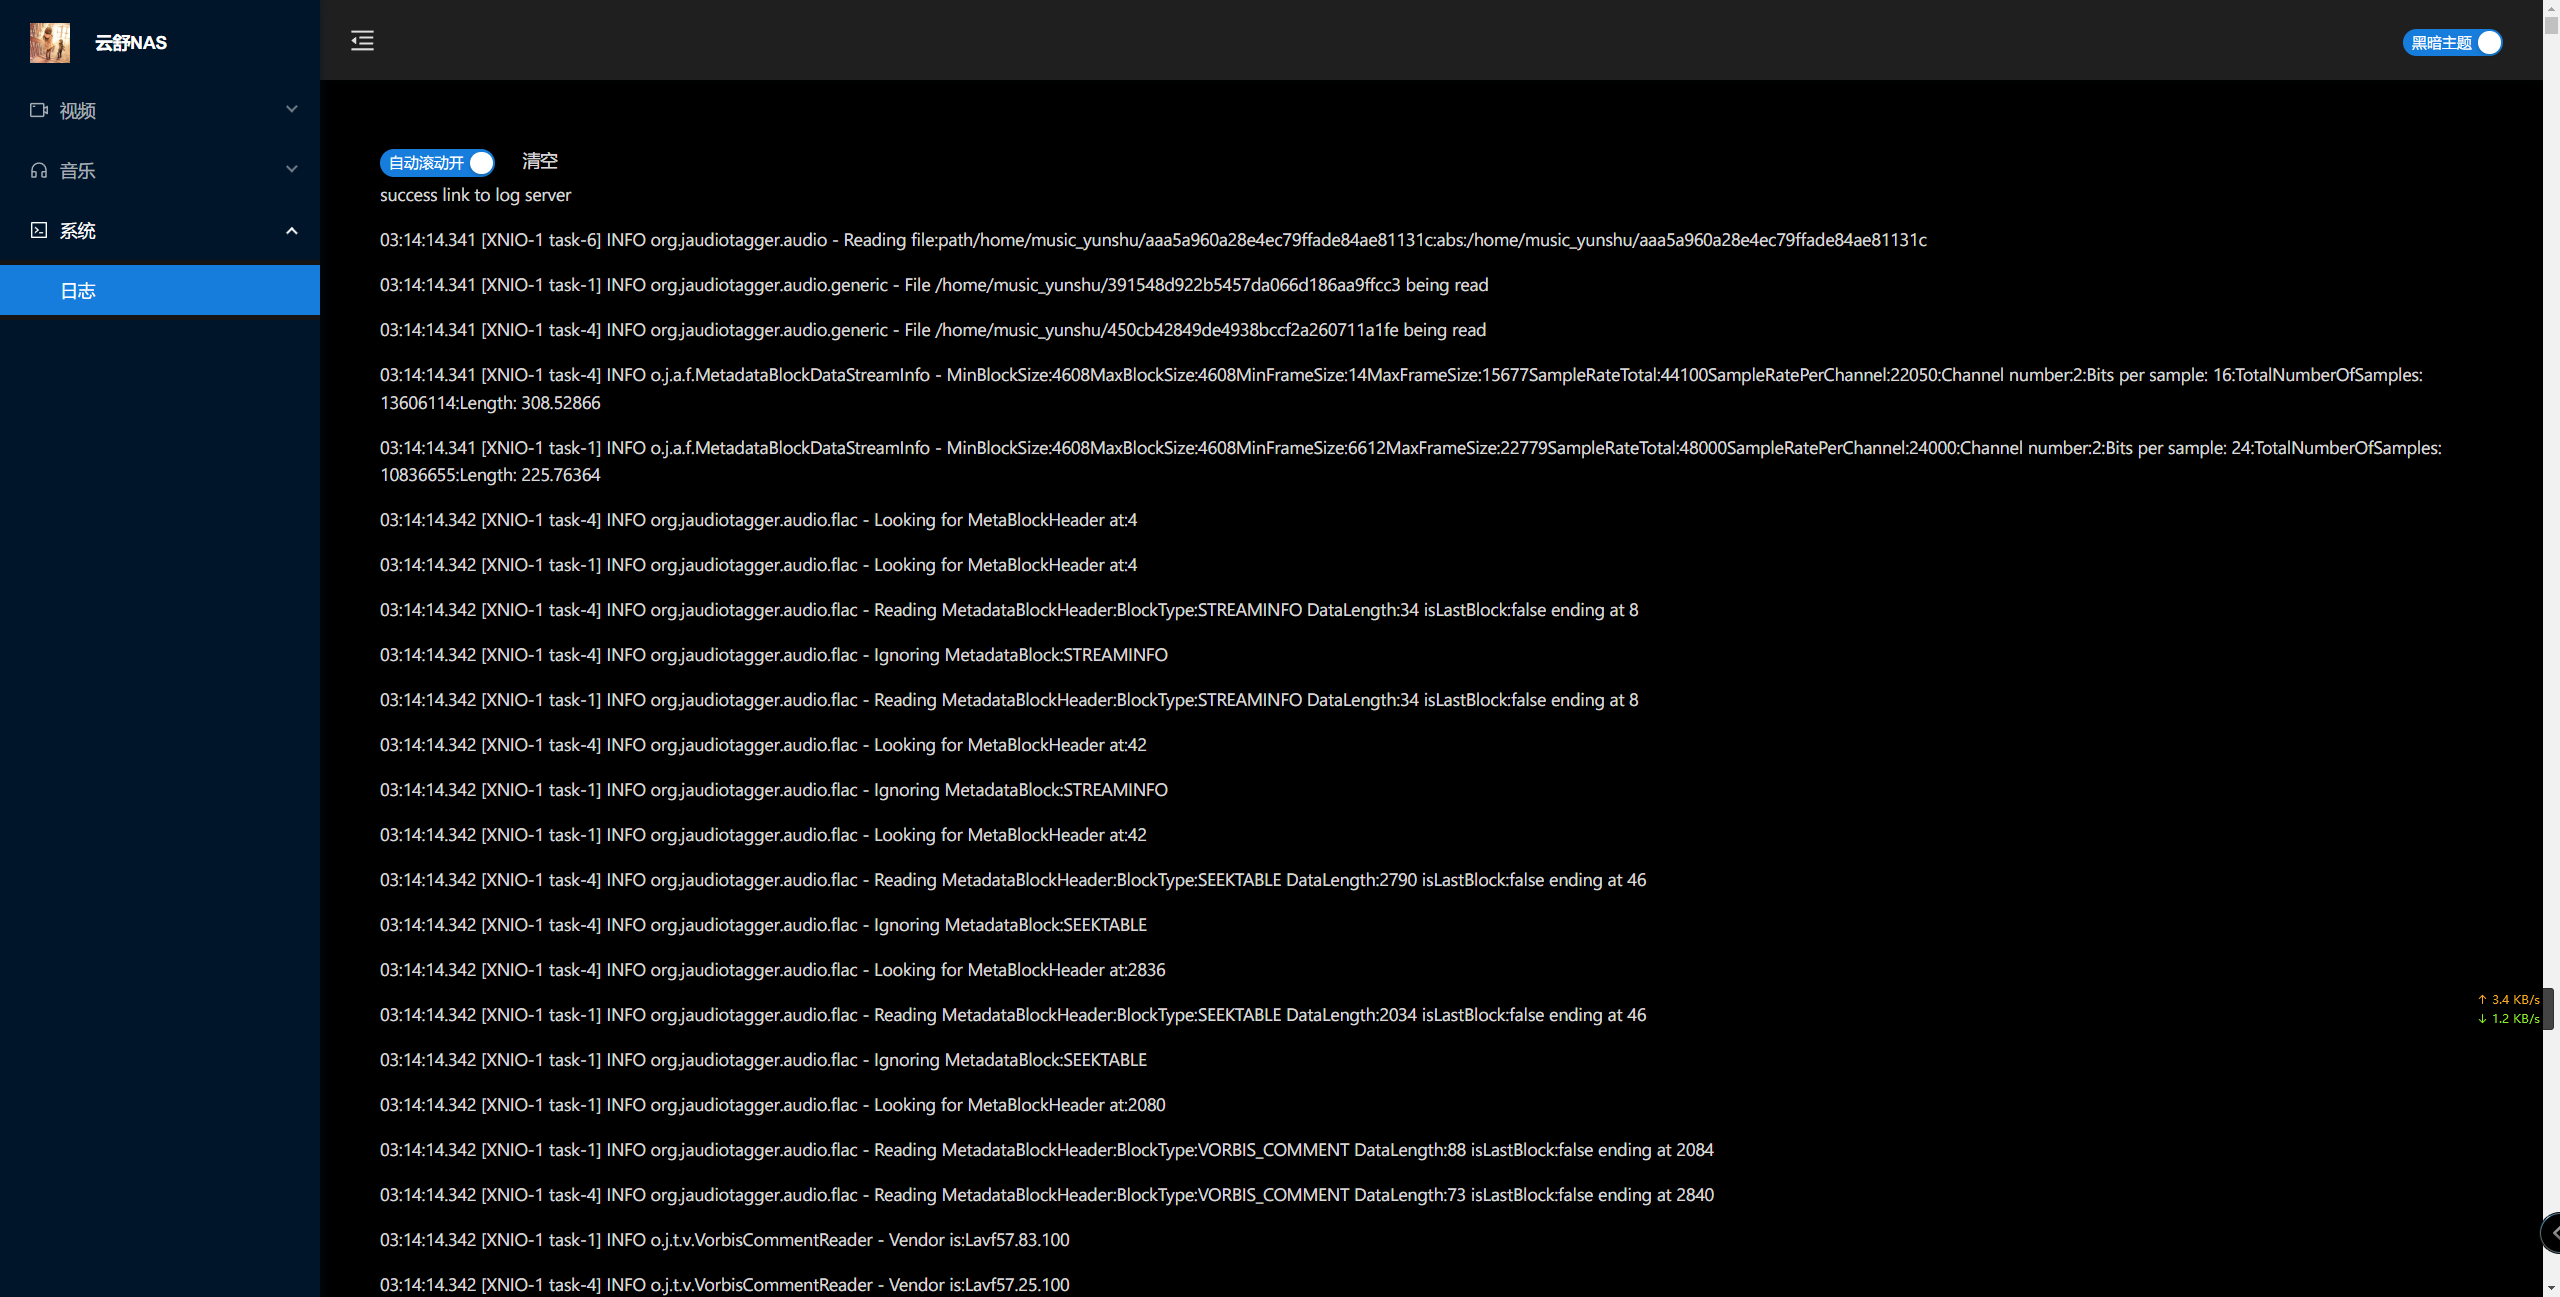 云舒NAS
视频
音乐
系统
日志
黑暗主题
自动滚动开 清空
success link to log server
03:14:14.341 [XNIO-1 task-6] INFO org.jaudiotagger.audio - Reading file:path/home/music_yunshu/aaa5a960a28e4ec79ffade84ae81131c:abs:/home/music_yunshu/aaa5a960a28e4ec79ffade84ae81131c
03:14:14.341 [XNIO-1 task-1] INFO org.jaudiotagger.audio.generic - File /home/music_yunshu/391548d922b5457da066d186aa9ffcc3 being read
03:14:14.341 [XNIO-1 task-4] INFO org.jaudiotagger.audio.generic - File /home/music_yunshu/450cb42849de4938bccf2a260711a1fe being read
03:14:14.341 [XNIO-1 task-4] INFO o.j.a.f.MetadataBlockDataStreamInfo - MinBlockSize:4608MaxBlockSize:4608MinFrameSize:14MaxFrameSize:15677SampleRateTotal:44100SampleRatePerChannel:22050:Channel number:2:Bits per sample: 16:TotalNumberOfSamples:
13606114:Length: 308.52866
03:14:14.341 [XNIO-1 task-1] INFO o.j.a.f.MetadataBlockDataStreamInfo - MinBlockSize:4608MaxBlockSize:4608MinFrameSize:6612MaxFrameSize:22779SampleRateTotal:48000SampleRatePerChannel:24000:Channel number:2:Bits per sample: 24:TotalNumberOfSamples:
10836655:Length: 225.76364
03:14:14.342 [XNIO-1 task-4] INFO org.jaudiotagger.audio.flac - Looking for MetaBlockHeader at:4
03:14:14.342 [XNIO-1 task-1] INFO org.jaudiotagger.audio.flac - Looking for MetaBlockHeader at:4
03:14:14.342 [XNIO-1 task-4] INFO org.jaudiotagger.audio.flac - Reading MetadataBlockHeader:BlockType:STREAMINFO DataLength:34 isLastBlock:false ending at 8
03:14:14.342 [XNIO-1 task-4] INFO org.jaudiotagger.audio.flac - Ignoring MetadataBlock:STREAMINFO
03:14:14.342 [XNIO-1 task-1] INFO org.jaudiotagger.audio.flac - Reading MetadataBlockHeader:BlockType:STREAMINFO DataLength:34 isLastBlock:false ending at 8
03:14:14.342 [XNIO-1 task-4] INFO org.jaudiotagger.audio.flac - Looking for MetaBlockHeader at:42
03:14:14.342 [XNIO-1 task-1] INFO org.jaudiotagger.audio.flac - Ignoring MetadataBlock:STREAMINFO
03:14:14.342 [XNIO-1 task-1] INFO org.jaudiotagger.audio.flac - Looking for MetaBlockHeader at:42
03:14:14.342 [XNIO-1 task-4] INFO org.jaudiotagger.audio.flac - Reading MetadataBlockHeader:BlockType:SEEKTABLE DataLength:2790 isLastBlock:false ending at 46
03:14:14.342 [XNIO-1 task-4] INFO org.jaudiotagger.audio.flac - Ignoring MetadataBlock:SEEKTABLE
03:14:14.342 [XNIO-1 task-4] INFO org.jaudiotagger.audio.flac - Looking for MetaBlockHeader at:2836
03:14:14.342 [XNIO-1 task-1] INFO org.jaudiotagger.audio.flac - Reading MetadataBlockHeader:BlockType:SEEKTABLE DataLength:2034 isLastBlock:false ending at 46
03:14:14.342 [XNIO-1 task-1] INFO org.jaudiotagger.audio.flac - Ignoring MetadataBlock:SEEKTABLE
03:14:14.342 [XNIO-1 task-1] INFO org.jaudiotagger.audio.flac - Looking for MetaBlockHeader at:2080
03:14:14.342 [XNIO-1 task-1] INFO org.jaudiotagger.audio.flac - Reading MetadataBlockHeader:BlockType:VORBIS_COMMENT DataLength:88 isLastBlock:false ending at 2084
03:14:14.342 [XNIO-1 task-4] INFO org.jaudiotagger.audio.flac - Reading MetadataBlockHeader:BlockType:VORBIS_COMMENT DataLength:73 isLastBlock:false ending at 2840
03:14:14.342 [XNIO-1 task-1] INFO o.j.t.v.VorbisCommentReader - Vendor is:Lavf57.83.100
03:14:14.342 [XNIO-1 task-4] INFO o.j.t.v.VorbisCommentReader - Vendor is:Lavf57.25.100
↑ 3.4 KB/s
↓ 1.2 KB/s